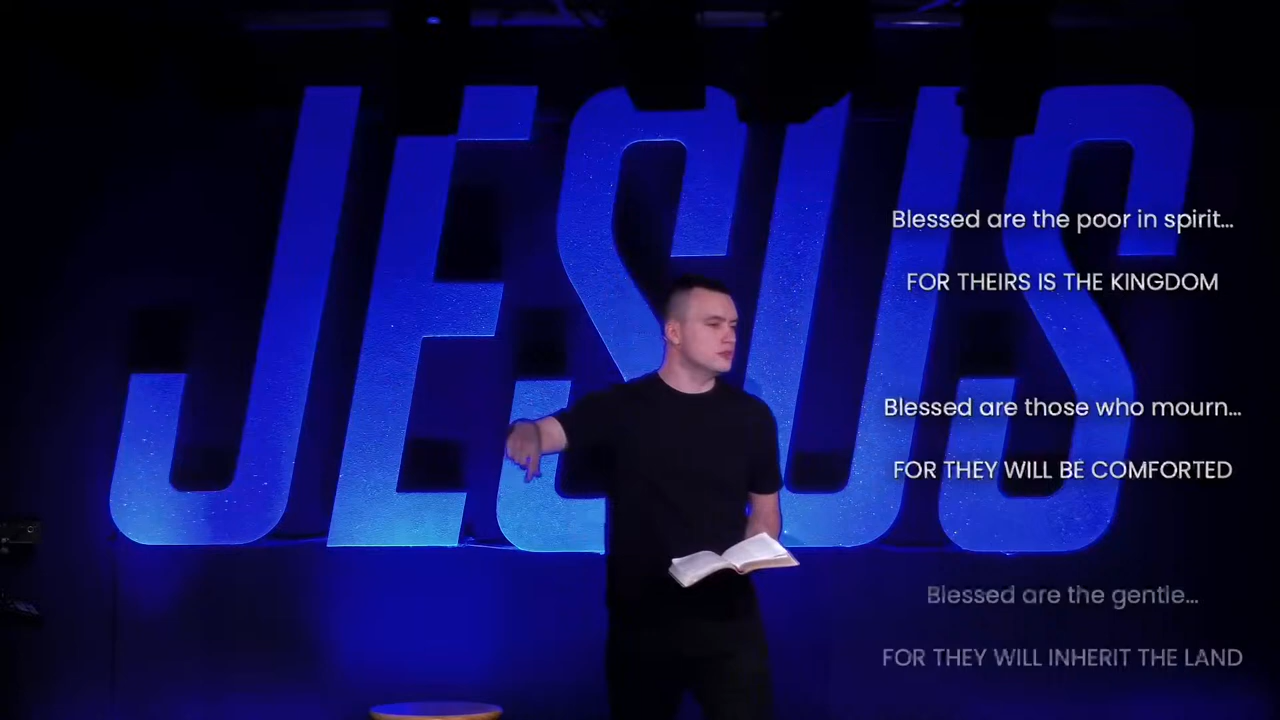 JESUS
Blessed are the poor in spirit...
FOR THEIRS IS THE KINGDOM
Blessed are those who mourn...
FOR THEY WILL BE COMFORTED
Blessed are the gentle...
FOR THEY WILL INHERIT THE LAND